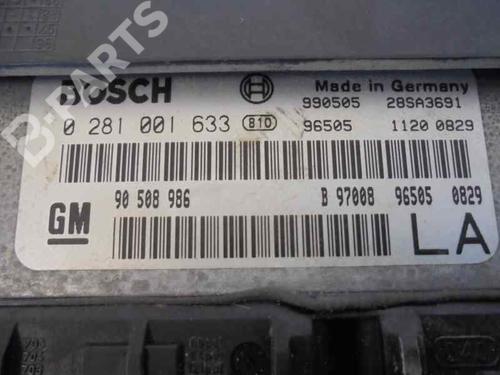 B-PARTS
BOSCH Made in Germany
990505 28SA3691
0 281 001 633 810 96505 1120 0829
90 508 986 B 97008 96505 0829
GM LA